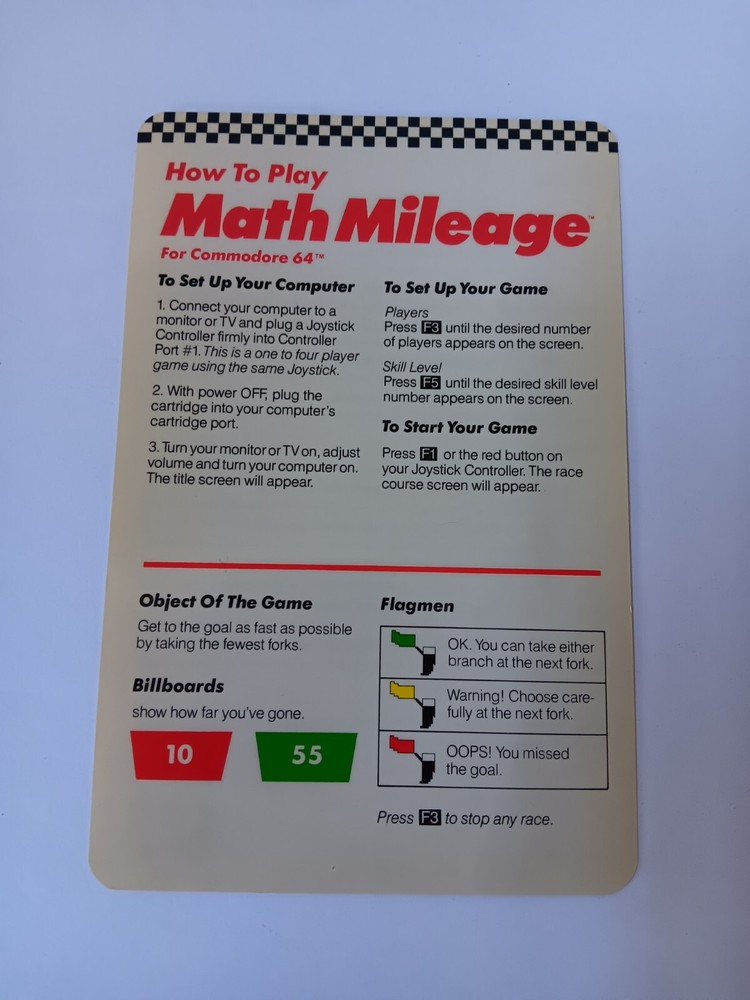 How To Play
Math Mileage™
For Commodore 64™
To Set Up Your Computer
1. Connect your computer to a
monitor or TV and plug a Joystick
Controller firmly into Controller
Port #1. This is a one to four player
game using the same Joystick.
2. With power OFF, plug the
cartridge into your computer's
cartridge port.
3. Turn your monitor or TV on, adjust
volume and turn your computer on.
The title screen will appear.
To Set Up Your Game
Players
Press F3 until the desired number
of players appears on the screen.
Skill Level
Press F5 until the desired skill level
number appears on the screen.
To Start Your Game
Press F1 or the red button on
your Joystick Controller. The race
course screen will appear.
Object Of The Game
Get to the goal as fast as possible
by taking the fewest forks.
Billboards
show how far you've gone.
10 55
Flagmen
OK. You can take either
branch at the next fork.
Warning! Choose care-
fully at the next fork.
OOPS! You missed
the goal.
Press F3 to stop any race.